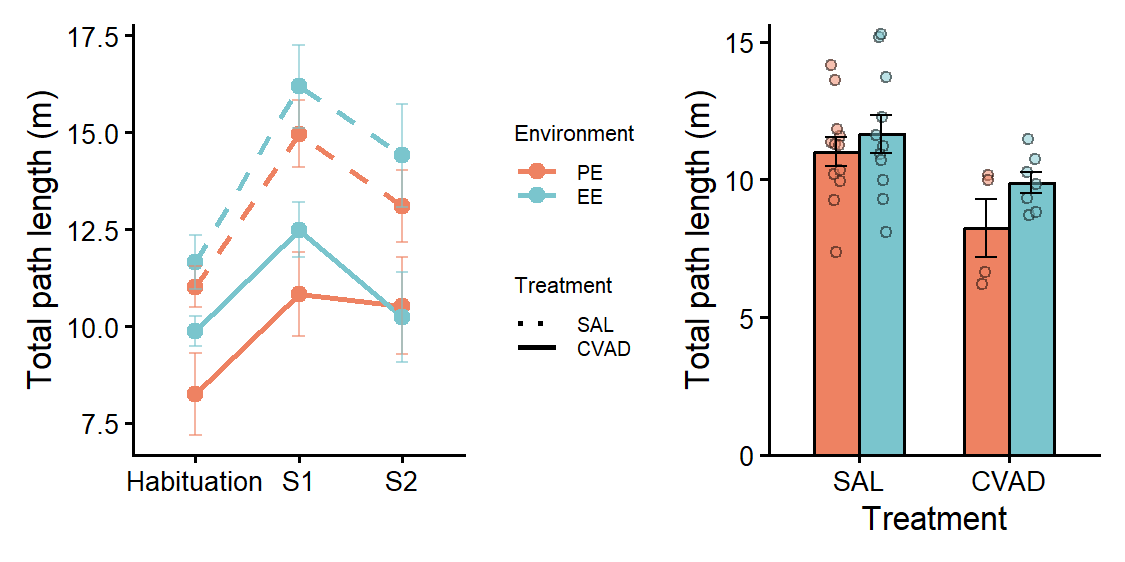 Total path length (m)
17.5
15.0
12.5
10.0
7.5
Habituation S1 S2
Environment
PE
EE
Treatment
SAL
CVAD
Total path length (m)
15
10
5
0
SAL CVAD
Treatment